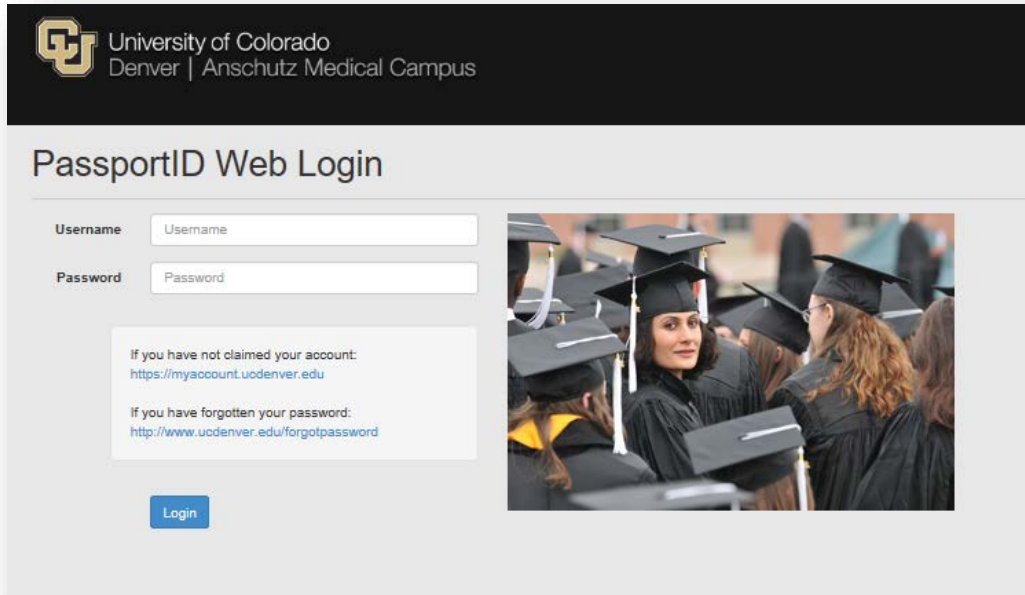 CU
University of Colorado
Denver | Anschutz Medical Campus
PassportID Web Login
Username Username
Password Password
If you have not claimed your account:
https://myaccount.ucdenver.edu
If you have forgotten your password:
http://www.ucdenver.edu/forgotpassword
Login